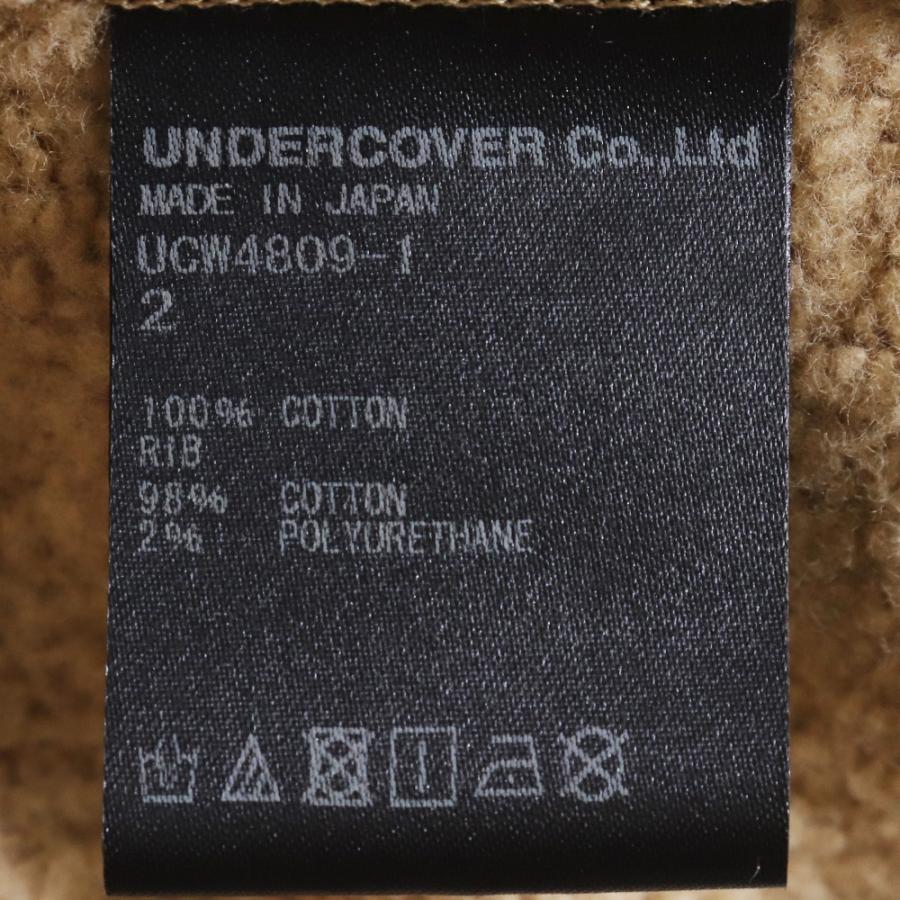 UNDERCOVER Co.,Ltd
MADE IN JAPAN
UCW4809-1
2
100% COTTON
RIB
98% COTTON
2% POLYURETHANE